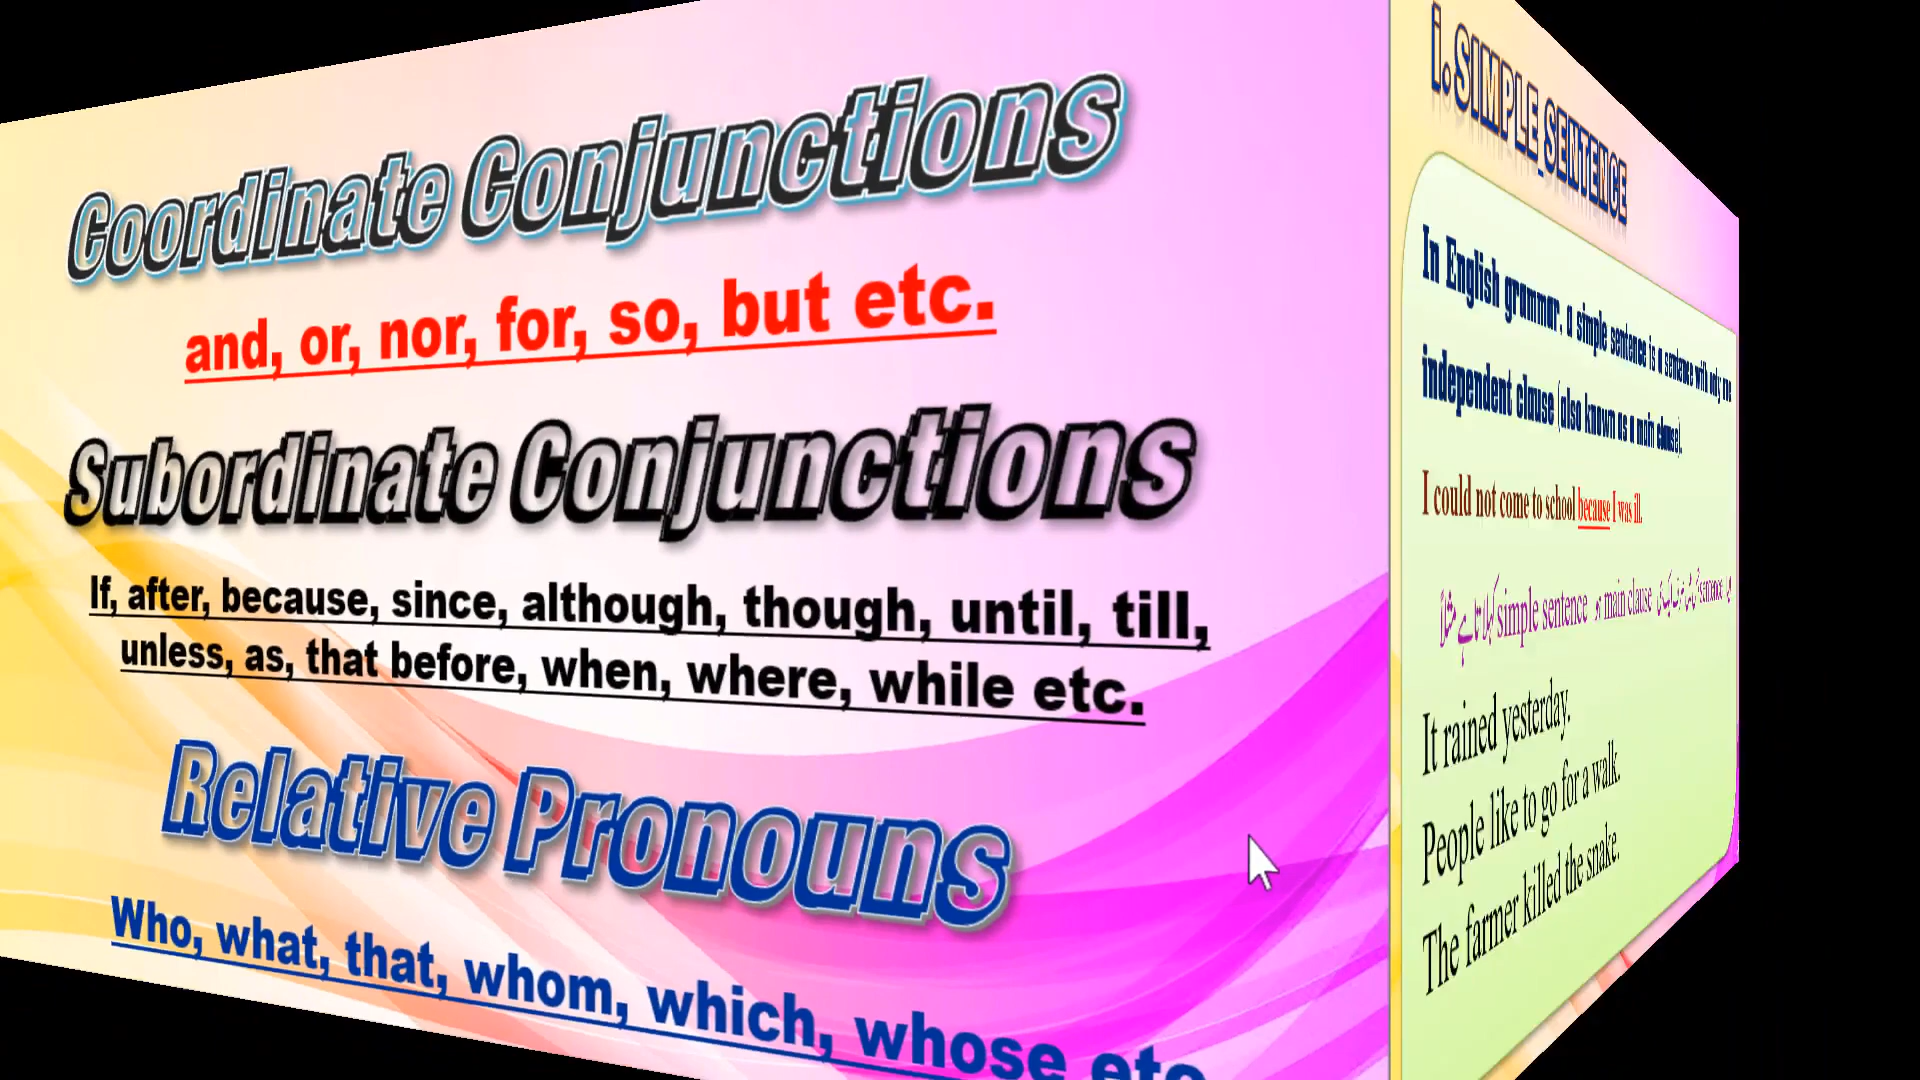 Coordinate Conjunctions
and, or, nor, for, so, but etc.
Subordinate Conjunctions
If, after, because, since, although, though, until, till,
unless, as, that before, when, where, while etc.
Relative Pronouns
Who, what, that, whom, which, whose etc
i. SIMPLE SENTENCE
In English grammar, a simple sentence is a sentence with only one
independent clause (also known as a main clause).
I could not come to school because I was ill.
sentence main clause simple sentence
It rained yesterday.
People like to go for a walk.
The farmer killed the snake.